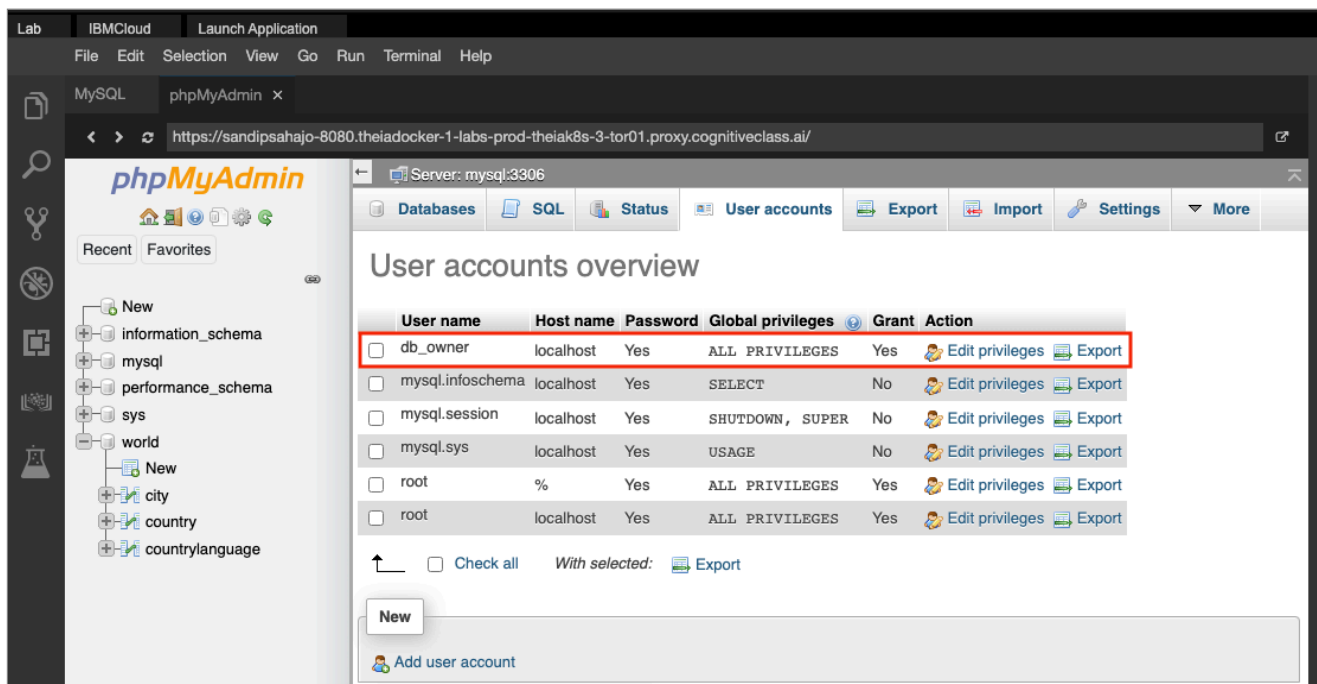 Lab IBMCloud Launch Application
File Edit Selection View Go Run Terminal Help
MySQL phpMyAdmin ×
https://sandipsahajo-8080.theiadocker-1-labs-prod-theiak8s-3-tor01.proxy.cognitiveclass.ai/
phpMyAdmin
Recent Favorites
New
information_schema
mysql
performance_schema
sys
world
New
city
country
countrylanguage
Server: mysql:3306
Databases SQL Status User accounts Export Import Settings More
User accounts overview
User name Host name Password Global privileges Grant Action
db_owner localhost Yes ALL PRIVILEGES Yes Edit privileges Export
mysql.infoschema localhost Yes SELECT No Edit privileges Export
mysql.session localhost Yes SHUTDOWN, SUPER No Edit privileges Export
mysql.sys localhost Yes USAGE No Edit privileges Export
root % Yes ALL PRIVILEGES Yes Edit privileges Export
root localhost Yes ALL PRIVILEGES Yes Edit privileges Export
Check all With selected: Export
New
Add user account